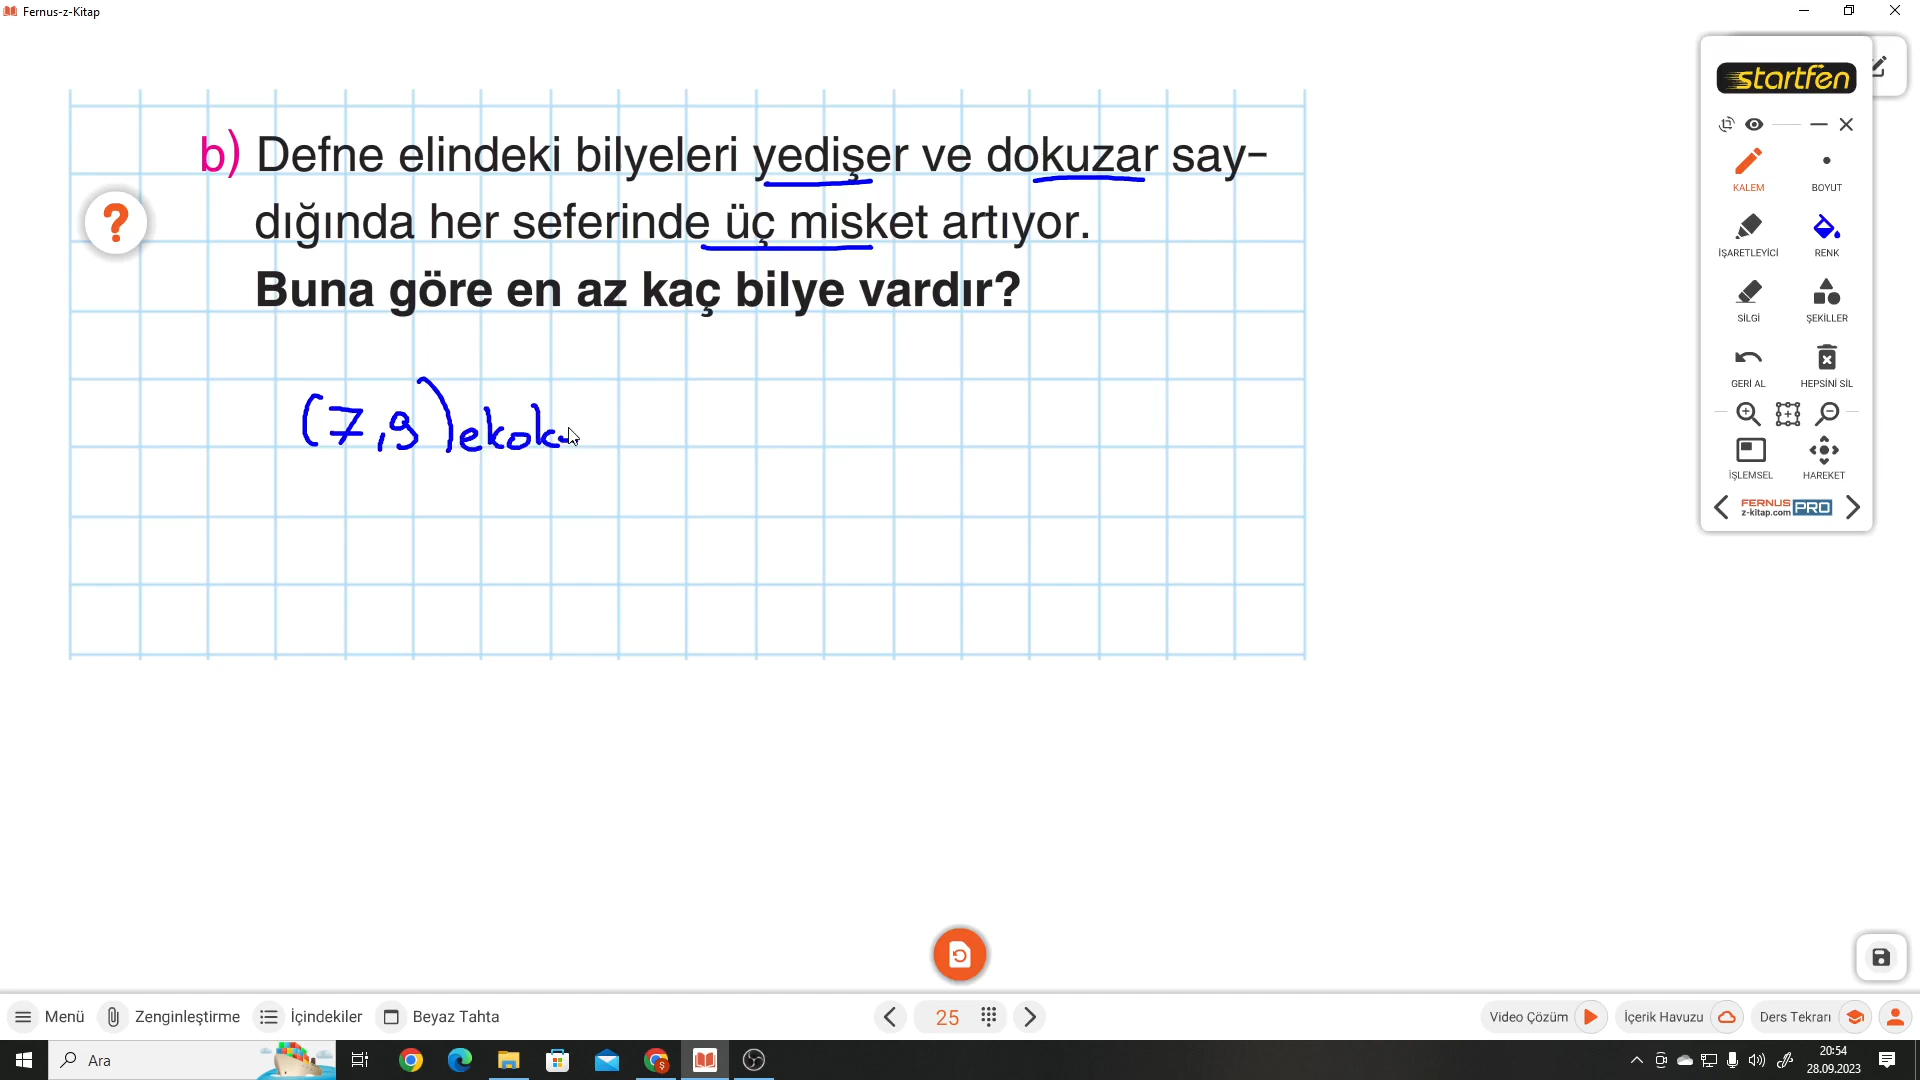 Fernus-z-Kitap
startfen
b) Defne elindeki bilyeleri yedişer ve dokuzar say-
dığında her seferinde üç misket artıyor.
Buna göre en az kaç bilye vardır?
?
(7,9)ekok
KALEM
BOYUT
İŞARETLEYİCİ
RENK
SİLGİ
ŞEKİLLER
GERİ AL
HEPSİNİ SİL
İŞLEMSEL
HAREKET
FERNUS
z-kitap.com PRO
Menü
Zenginleştirme
İçindekiler
Beyaz Tahta
25
Video Çözüm
İçerik Havuzu
Ders Tekrarı
Ara
20:54
28.09.2023